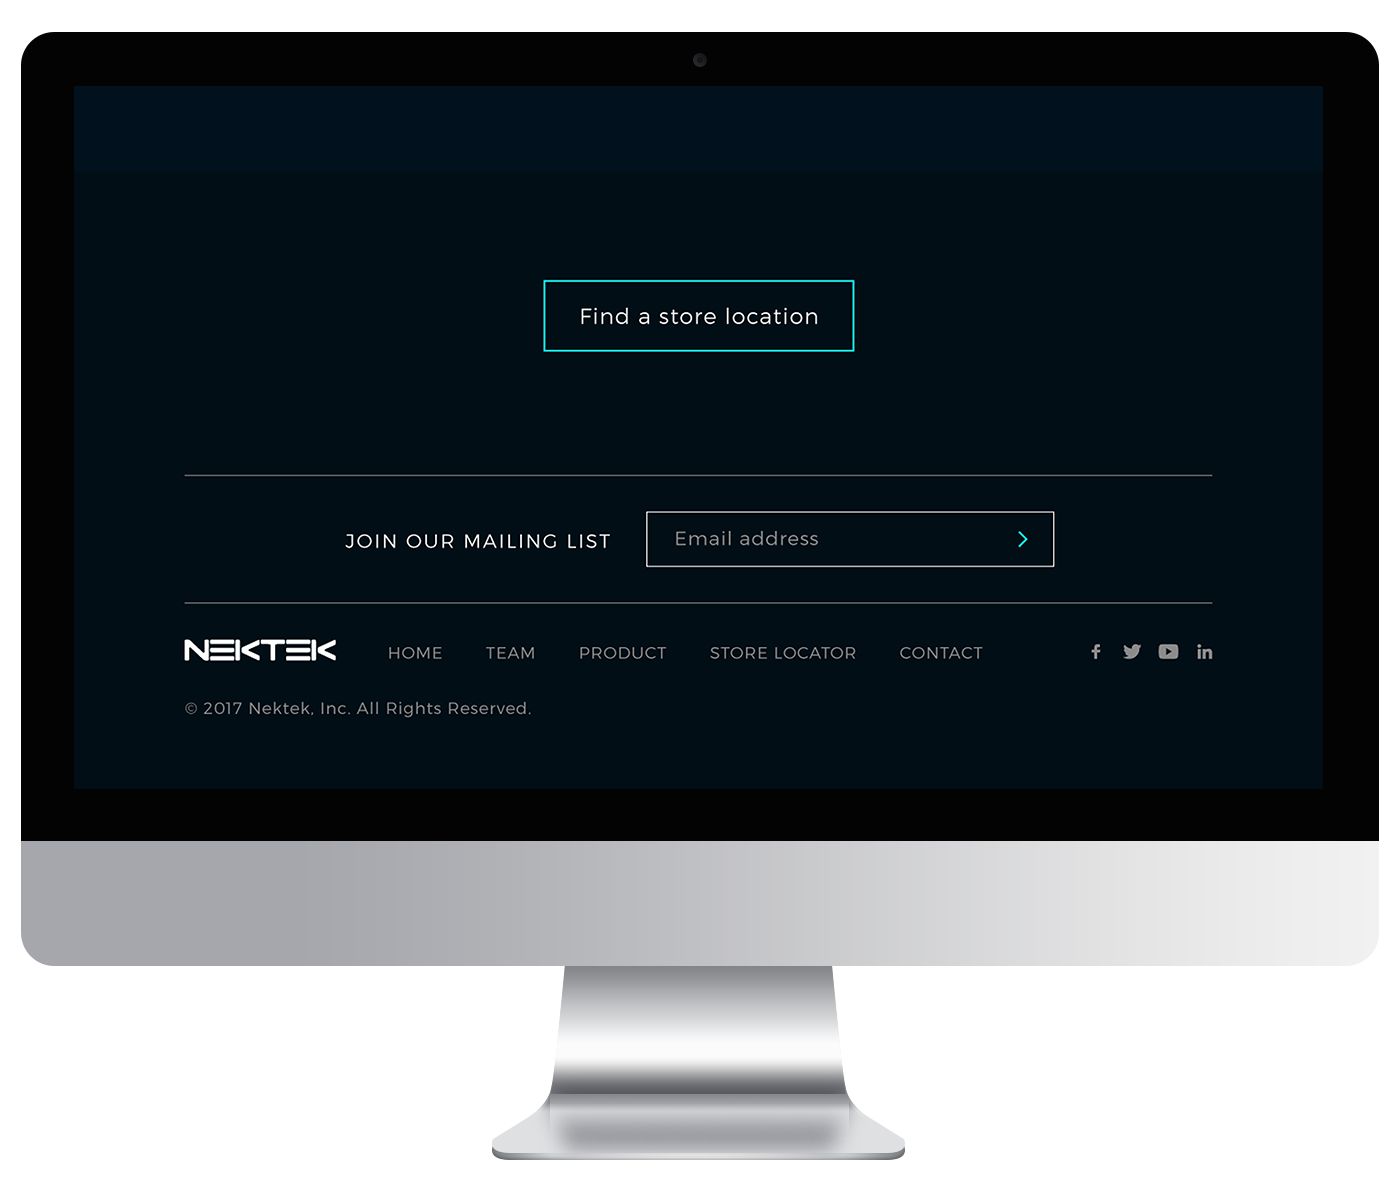 Find a store location
JOIN OUR MAILING LIST Email address
NEKTEK HOME TEAM PRODUCT STORE LOCATOR CONTACT
© 2017 Nektek, Inc. All Rights Reserved.